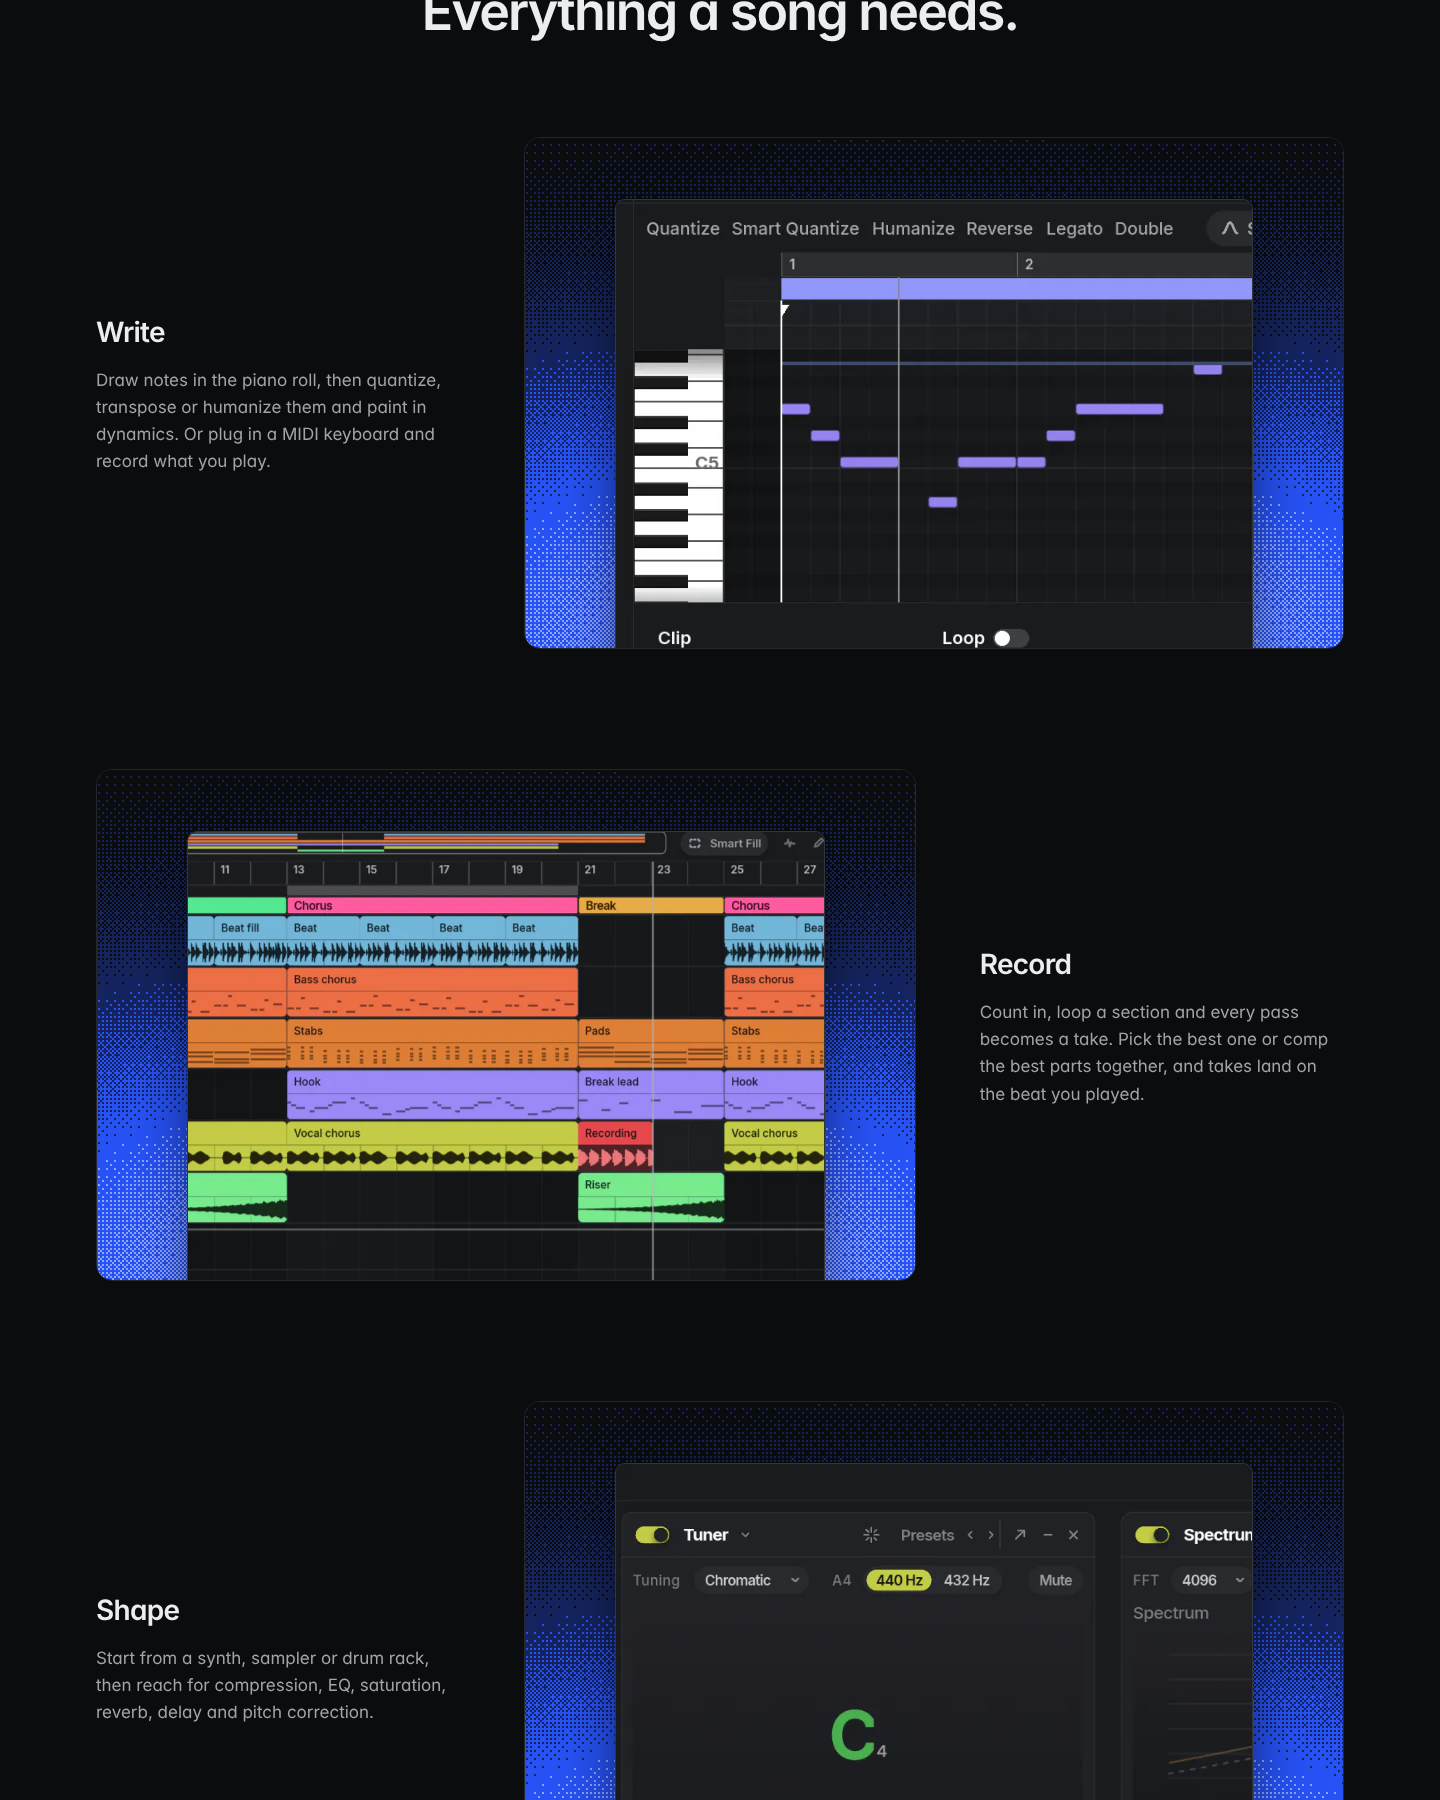 Everything a song needs.
Quantize Smart Quantize Humanize Reverse Legato Double
1 2
Write
Draw notes in the piano roll, then quantize,
transpose or humanize them and paint in
dynamics. Or plug in a MIDI keyboard and
record what you play.
C5
Clip Loop
Smart Fill
11 13 15 17 19 21 23 25 27
Chorus Break Chorus
Beat fill Beat Beat Beat Beat Beat Bea
Bass chorus Bass chorus
Stabs Pads Stabs
Hook Break lead Hook
Vocal chorus Recording Vocal chorus
Riser
Record
Count in, loop a section and every pass
becomes a take. Pick the best one or comp
the best parts together, and takes land on
the beat you played.
Tuner Presets Spectrum
Tuning Chromatic A4 440 Hz 432 Hz Mute FFT 4096
Spectrum
Shape
Start from a synth, sampler or drum rack,
then reach for compression, EQ, saturation,
reverb, delay and pitch correction.
C4